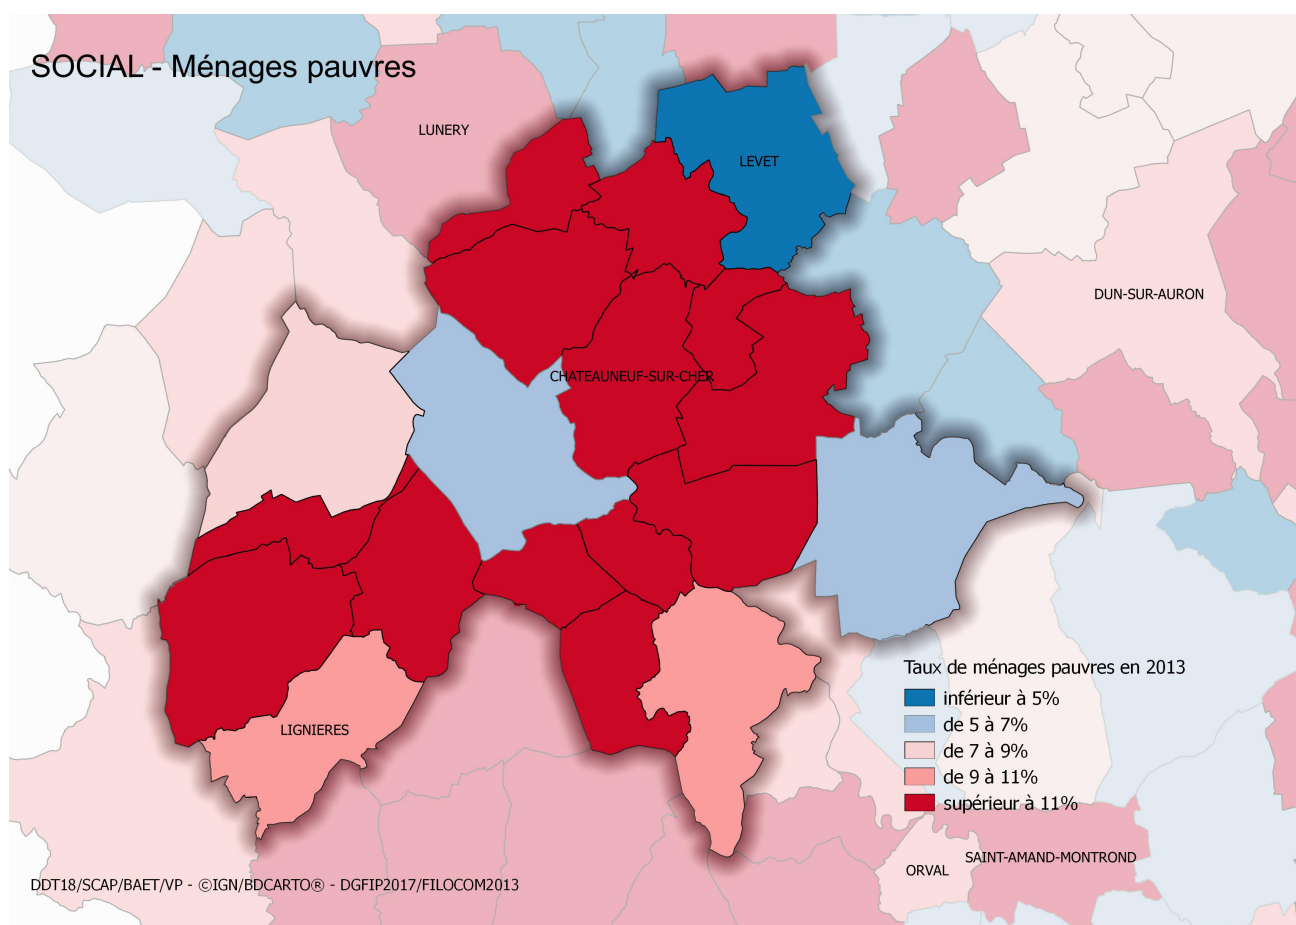 SOCIAL - Ménages pauvres
LUNERY
LEVET
DUN-SUR-AURON
CHATEAUNEUF-SUR-CHER
LIGNIERES
Taux de ménages pauvres en 2013
inférieur à 5%
de 5 à 7%
de 7 à 9%
de 9 à 11%
supérieur à 11%
SAINT-AMAND-MONTROND
ORVAL
DDT18/SCAP/BAET/VP - ©IGN/BDCARTO® - DGFIP2017/FILOCOM2013